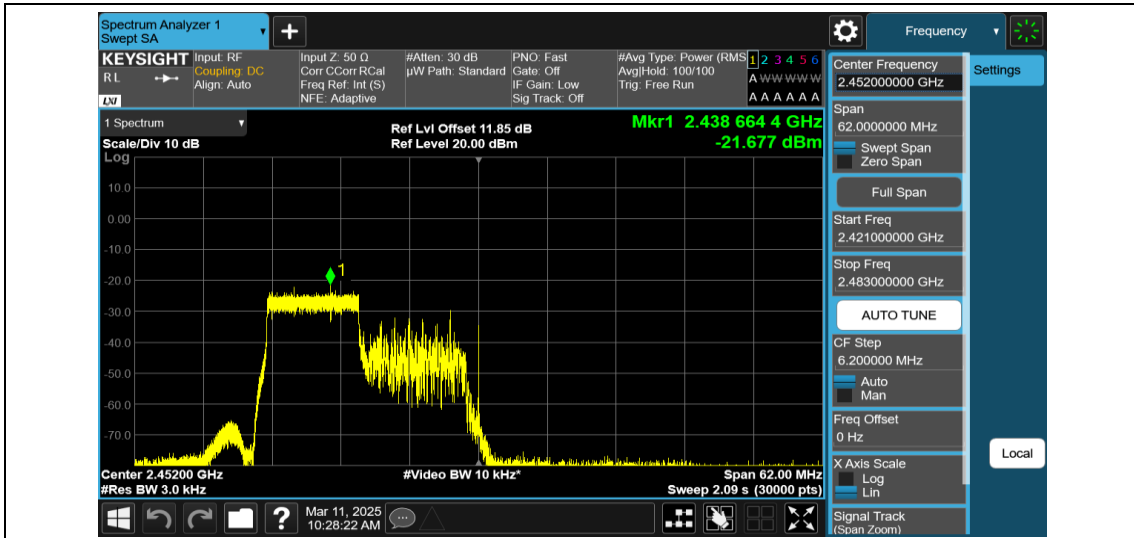 Spectrum Analyzer 1
Swept SA
Frequency
KEYSIGHT
R L
LXI
Input: RF
Coupling: DC
Align: Auto
Input Z: 50 Ω
Corr CCorr RCal
Freq Ref: Int (S)
NFE: Adaptive
#Atten: 30 dB
µW Path: Standard
PNO: Fast
Gate: Off
IF Gain: Low
Sig Track: Off
#Avg Type: Power (RMS
Avg|Hold: 100/100
Trig: Free Run
1 2 3 4 5 6
A W W W W W
A A A A A A
1 Spectrum
Scale/Div 10 dB
Log
Ref Lvl Offset 11.85 dB
Ref Level 20.00 dBm
Mkr1 2.438 664 4 GHz
-21.677 dBm
10.0
0.00
-10.0
-20.0
-30.0
-40.0
-50.0
-60.0
-70.0
1
Center 2.45200 GHz
#Res BW 3.0 kHz
#Video BW 10 kHz*
Span 62.00 MHz
Sweep 2.09 s (30000 pts)
Mar 11, 2025
10:28:22 AM
Center Frequency
2.452000000 GHz
Span
62.0000000 MHz
Swept Span
Zero Span
Full Span
Start Freq
2.421000000 GHz
Stop Freq
2.483000000 GHz
AUTO TUNE
CF Step
6.200000 MHz
Auto
Man
Freq Offset
0 Hz
X Axis Scale
Log
Lin
Signal Track
(Span Zoom)
Settings
Local